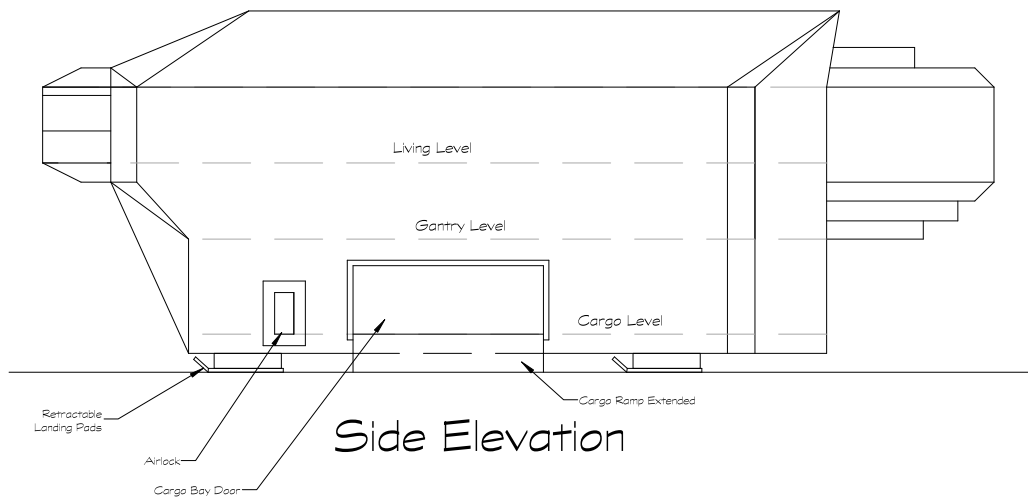 Living Level
Gantry Level
Cargo Level
Retractable
Landing Pads
Cargo Ramp Extended
Side Elevation
Airlock
Cargo Bay Door